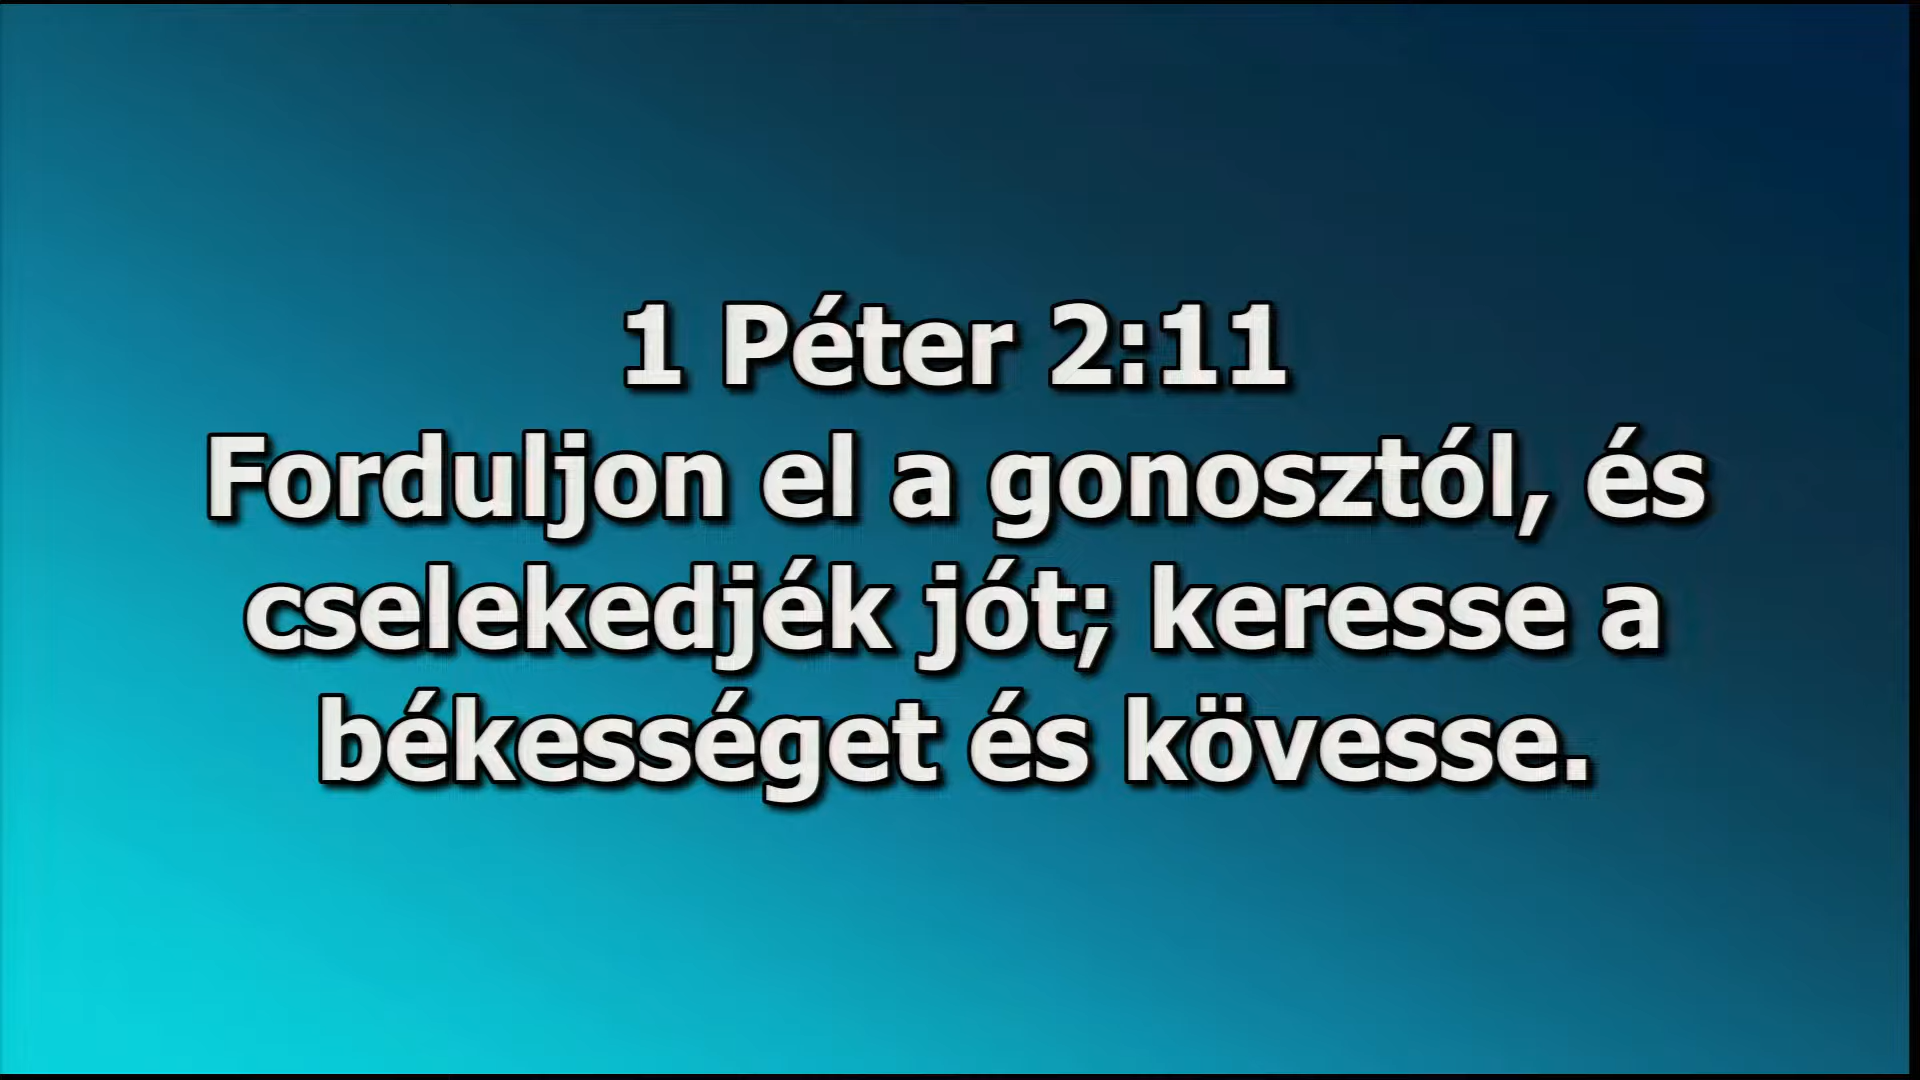 1 Péter 2:11
Forduljon el a gonosztól, és
cselekedjék jót; keresse a
békességet és kövesse.